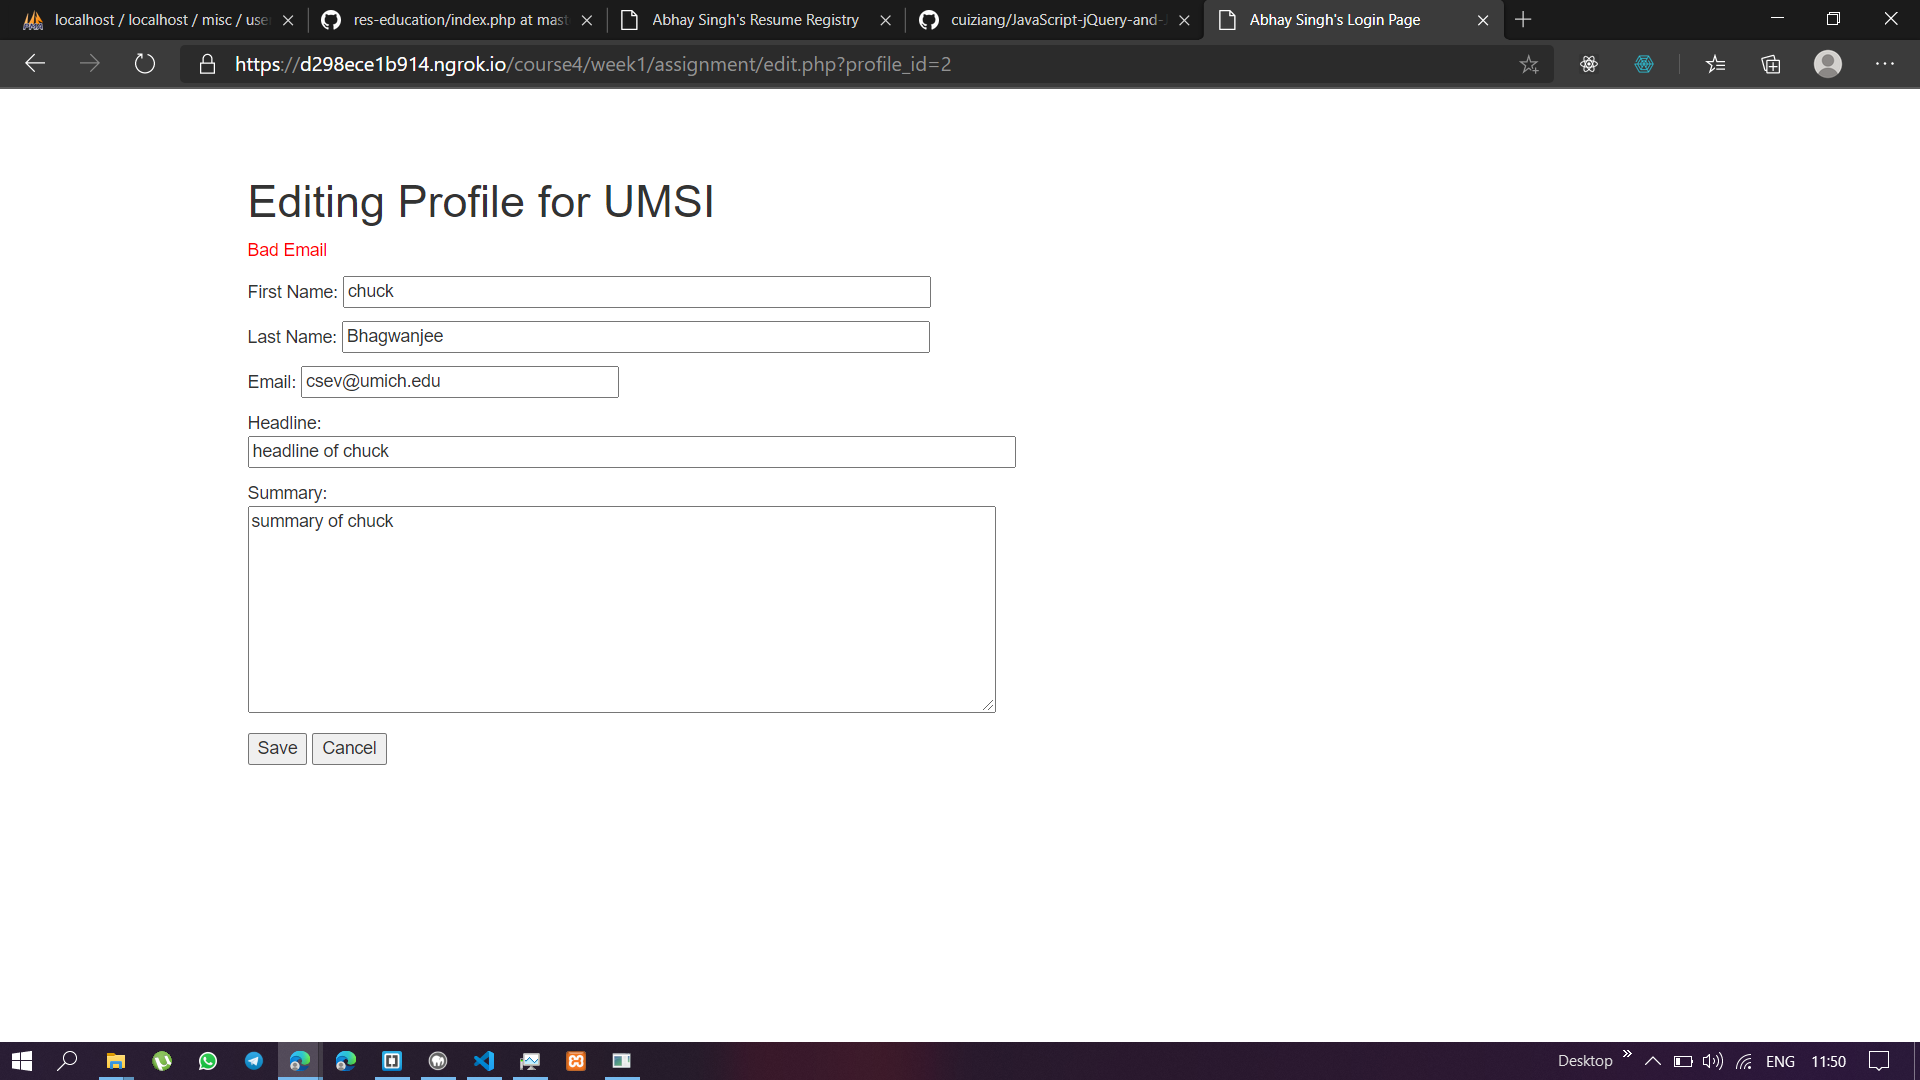 localhost / localhost / misc / use
res-education/index.php at mast
Abhay Singh's Resume Registry
cuiziang/JavaScript-jQuery-and-J
Abhay Singh's Login Page
https://d298ece1b914.ngrok.io/course4/week1/assignment/edit.php?profile_id=2
Editing Profile for UMSI
Bad Email
First Name: chuck
Last Name: Bhagwanjee
Email: csev@umich.edu
Headline:
headline of chuck
Summary:
summary of chuck
Save Cancel
Desktop » ENG 11:50